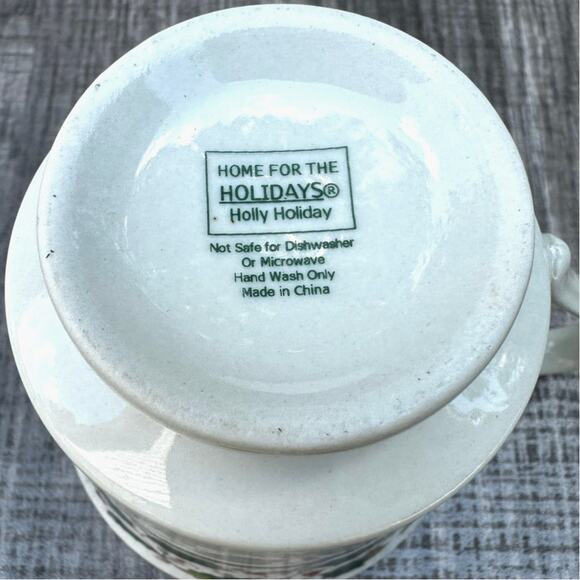 HOME FOR THE
HOLIDAYS®
Holly Holiday
Not Safe for Dishwasher
Or Microwave
Hand Wash Only
Made in China